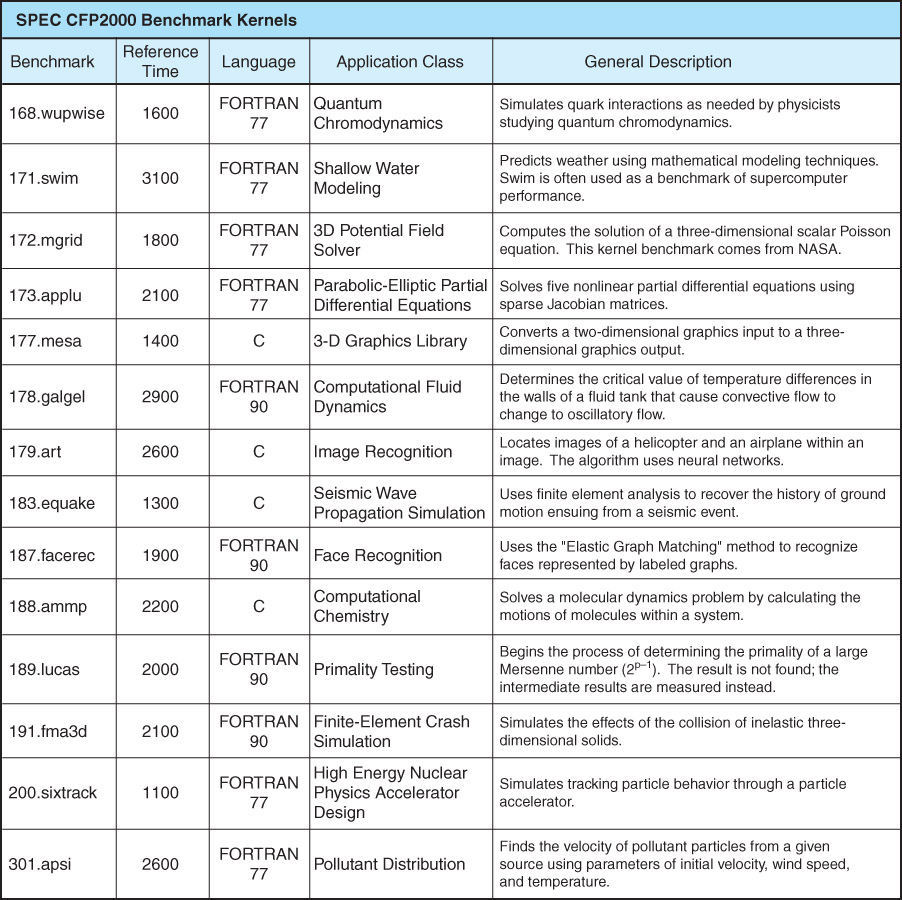 SPEC CFP2000 Benchmark Kernels
Benchmark
Reference
Time
Language
Application Class
General Description
168.wupwise
1600
FORTRAN
77
Quantum
Chromodynamics
Simulates quark interactions as needed by physicists
studying quantum chromodynamics.
171.swim
3100
FORTRAN
77
Shallow Water
Modeling
Predicts weather using mathematical modeling techniques.
Swim is often used as a benchmark of supercomputer
performance.
172.mgrid
1800
FORTRAN
77
3D Potential Field
Solver
Computes the solution of a three-dimensional scalar Poisson
equation. This kernel benchmark comes from NASA.
173.applu
2100
FORTRAN
77
Parabolic-Elliptic Partial
Differential Equations
Solves five nonlinear partial differential equations using
sparse Jacobian matrices.
177.mesa
1400
C
3-D Graphics Library
Converts a two-dimensional graphics input to a three-
dimensional graphics output.
178.galgel
2900
FORTRAN
90
Computational Fluid
Dynamics
Determines the critical value of temperature differences in
the walls of a fluid tank that cause convective flow to
change to oscillatory flow.
179.art
2600
C
Image Recognition
Locates images of a helicopter and an airplane within an
image. The algorithm uses neural networks.
183.equake
1300
C
Seismic Wave
Propagation Simulation
Uses finite element analysis to recover the history of ground
motion ensuing from a seismic event.
187.facerec
1900
FORTRAN
90
Face Recognition
Uses the "Elastic Graph Matching" method to recognize
faces represented by labeled graphs.
188.ammp
2200
C
Computational
Chemistry
Solves a molecular dynamics problem by calculating the
motions of molecules within a system.
189.lucas
2000
FORTRAN
90
Primality Testing
Begins the process of determining the primality of a large
Mersenne number (2ᵖ⁻¹). The result is not found; the
intermediate results are measured instead.
191.fma3d
2100
FORTRAN
90
Finite-Element Crash
Simulation
Simulates the effects of the collision of inelastic three-
dimensional solids.
200.sixtrack
1100
FORTRAN
77
High Energy Nuclear
Physics Accelerator
Design
Simulates tracking particle behavior through a particle
accelerator.
301.apsi
2600
FORTRAN
77
Pollutant Distribution
Finds the velocity of pollutant particles from a given
source using parameters of initial velocity, wind speed,
and temperature.